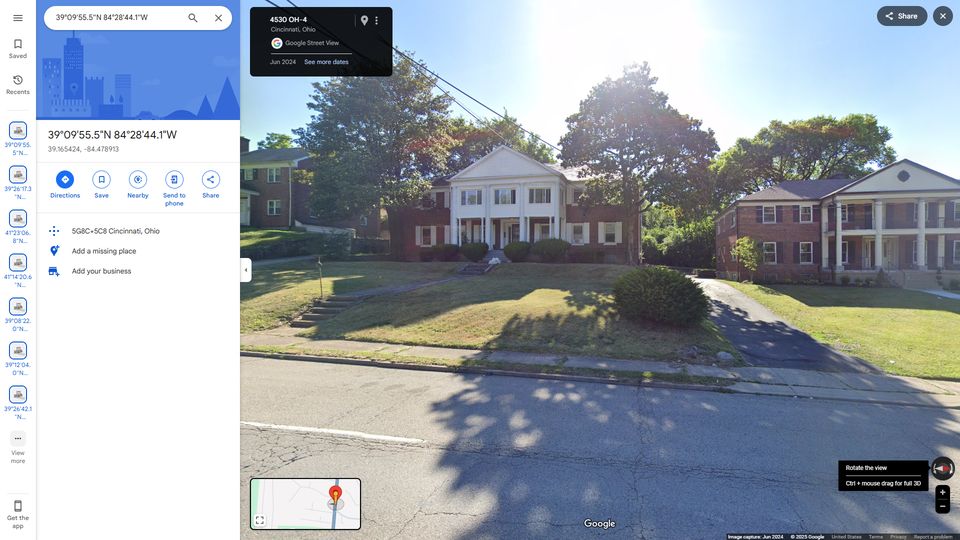 39°09'55.5"N 84°28'44.1"W
Saved
Recents
39°09'55.
5"N...
39°26'17.3
"N...
41°23'06.
8"N...
41°14'20.6
"N...
39°08'22.
0"N...
39°12'04.
0"N...
39°26'42.1
"N...
View
more
Get the
app
39°09'55.5"N 84°28'44.1"W
39.165424, -84.478913
Directions
Save
Nearby
Send to
phone
Share
5G8C+5C8 Cincinnati, Ohio
Add a missing place
Add your business
4530 OH-4
Cincinnati, Ohio
Google Street View
Jun 2024 See more dates
Share
Rotate the view
Ctrl + mouse drag for full 3D
Google
Image capture: Jun 2024 © 2025 Google United States Terms Privacy Report a problem